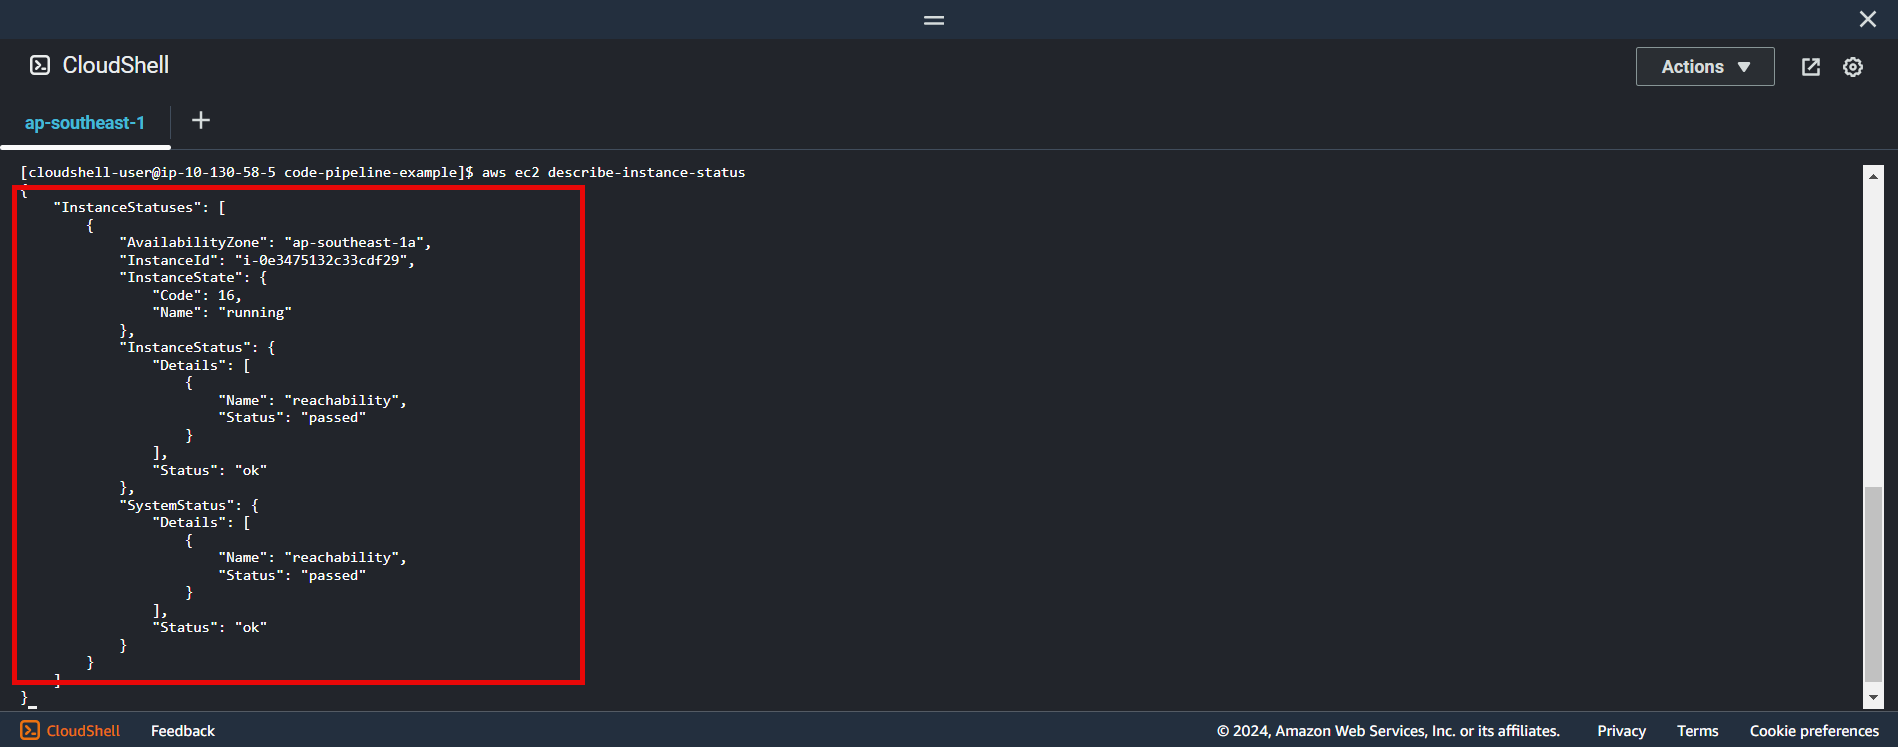 CloudShell
Actions
ap-southeast-1
[cloudshell-user@ip-10-130-58-5 code-pipeline-example]$ aws ec2 describe-instance-status
{
    "InstanceStatuses": [
        {
            "AvailabilityZone": "ap-southeast-1a",
            "InstanceId": "i-0e3475132c33cdf29",
            "InstanceState": {
                "Code": 16,
                "Name": "running"
            },
            "InstanceStatus": {
                "Details": [
                    {
                        "Name": "reachability",
                        "Status": "passed"
                    }
                ],
                "Status": "ok"
            },
            "SystemStatus": {
                "Details": [
                    {
                        "Name": "reachability",
                        "Status": "passed"
                    }
                ],
                "Status": "ok"
            }
        }
    ]
}
CloudShell Feedback © 2024, Amazon Web Services, Inc. or its affiliates. Privacy Terms Cookie preferences